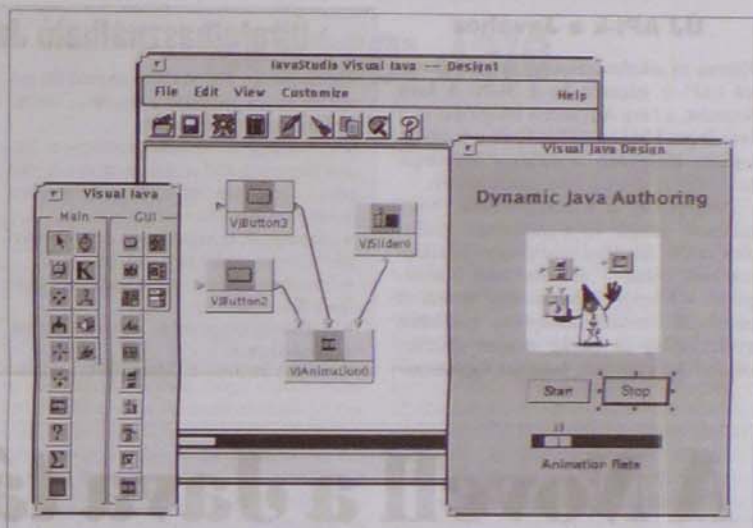 JavaStudio Visual Java --- Design1
File Edit View Customize Help
Visual Java
Main GUI
VJButton3
VJSlider6
VJButton2
VJAnimation0
Visual Java Design
Dynamic Java Authoring
Start Stop
Animation Rate